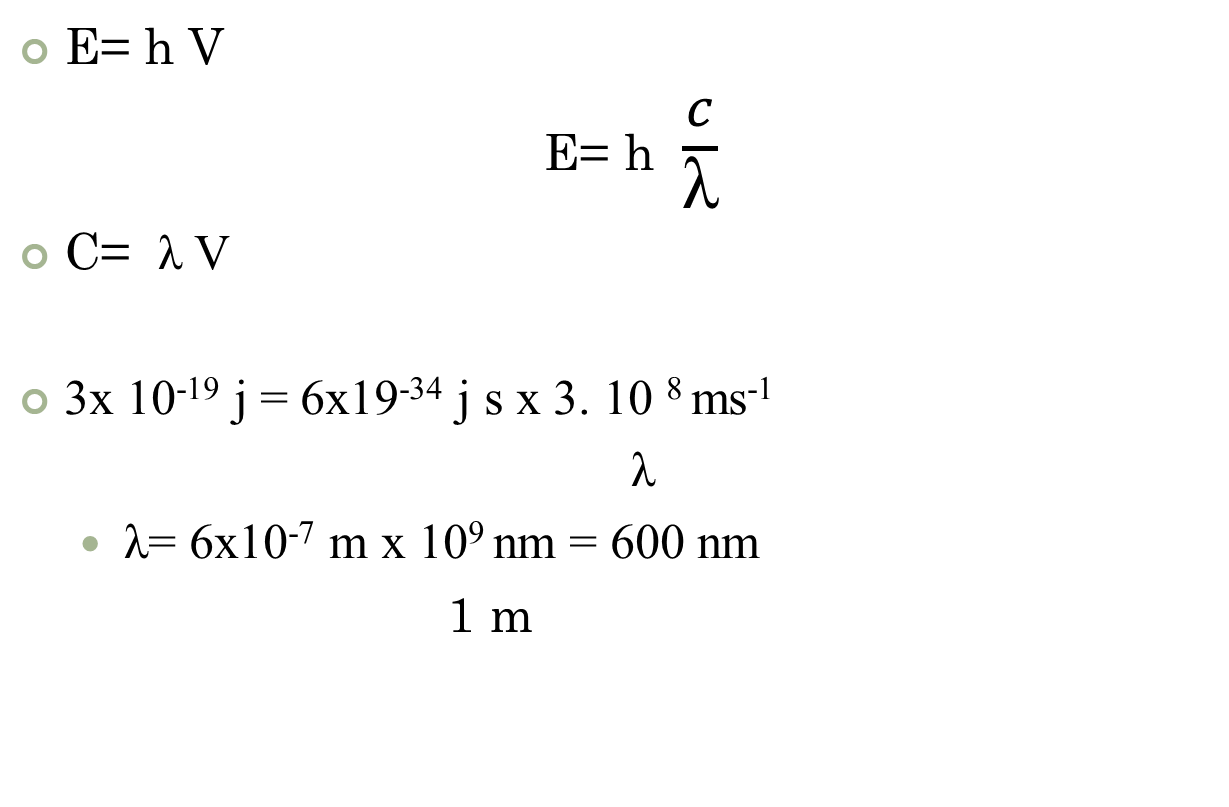 E= h V
E= h c/λ
C= λ V
3x 10⁻¹⁹ j = 6x19⁻³⁴ j s x 3. 10 ⁸ ms⁻¹
λ
λ= 6x10⁻⁷ m x 10⁹ nm = 600 nm
1 m